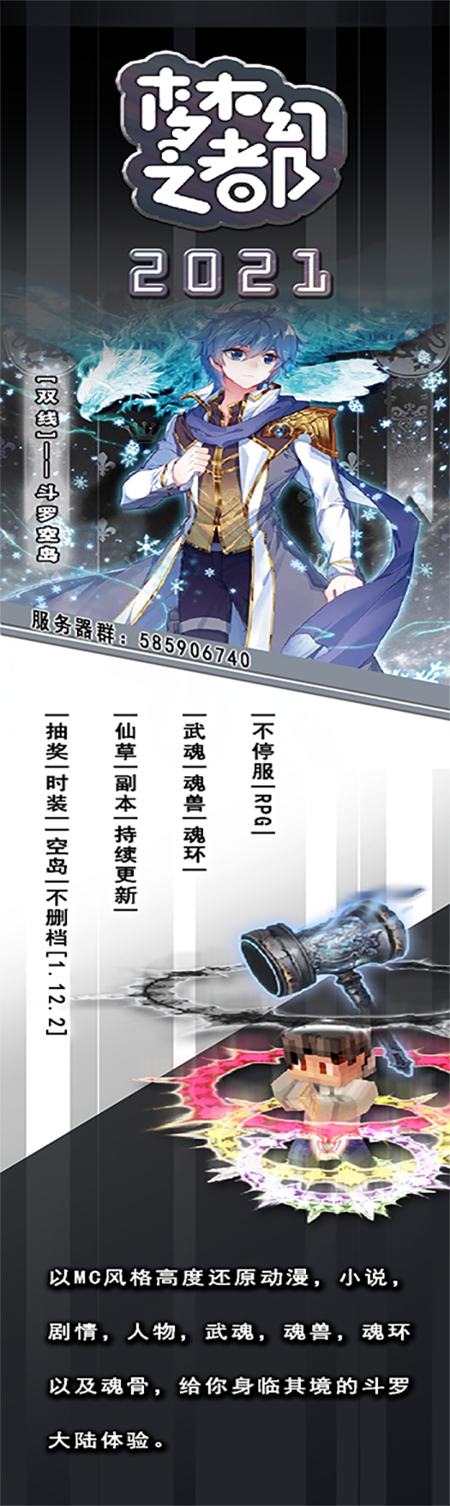 梦幻
之都
2021
[双线]——斗罗空岛
服务器群：585906740
|不停服|RPG|
|武魂|魂兽|魂环|
|仙草|副本|持续更新|
|抽奖|时装||空岛|不删档[1.12.2]
以MC风格高度还原动漫，小说，
剧情，人物，武魂，魂兽，魂环
以及魂骨，给你身临其境的斗罗
大陆体验。